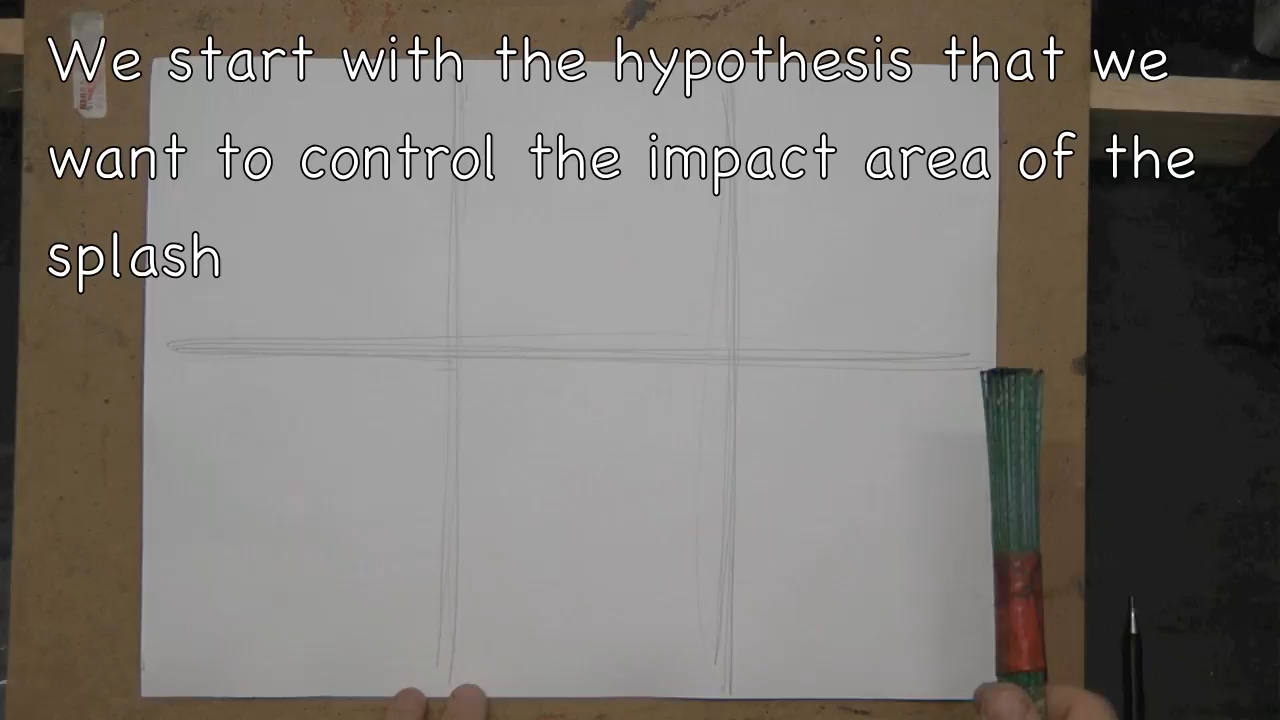 We start with the hypothesis that we
want to control the impact area of the
splash